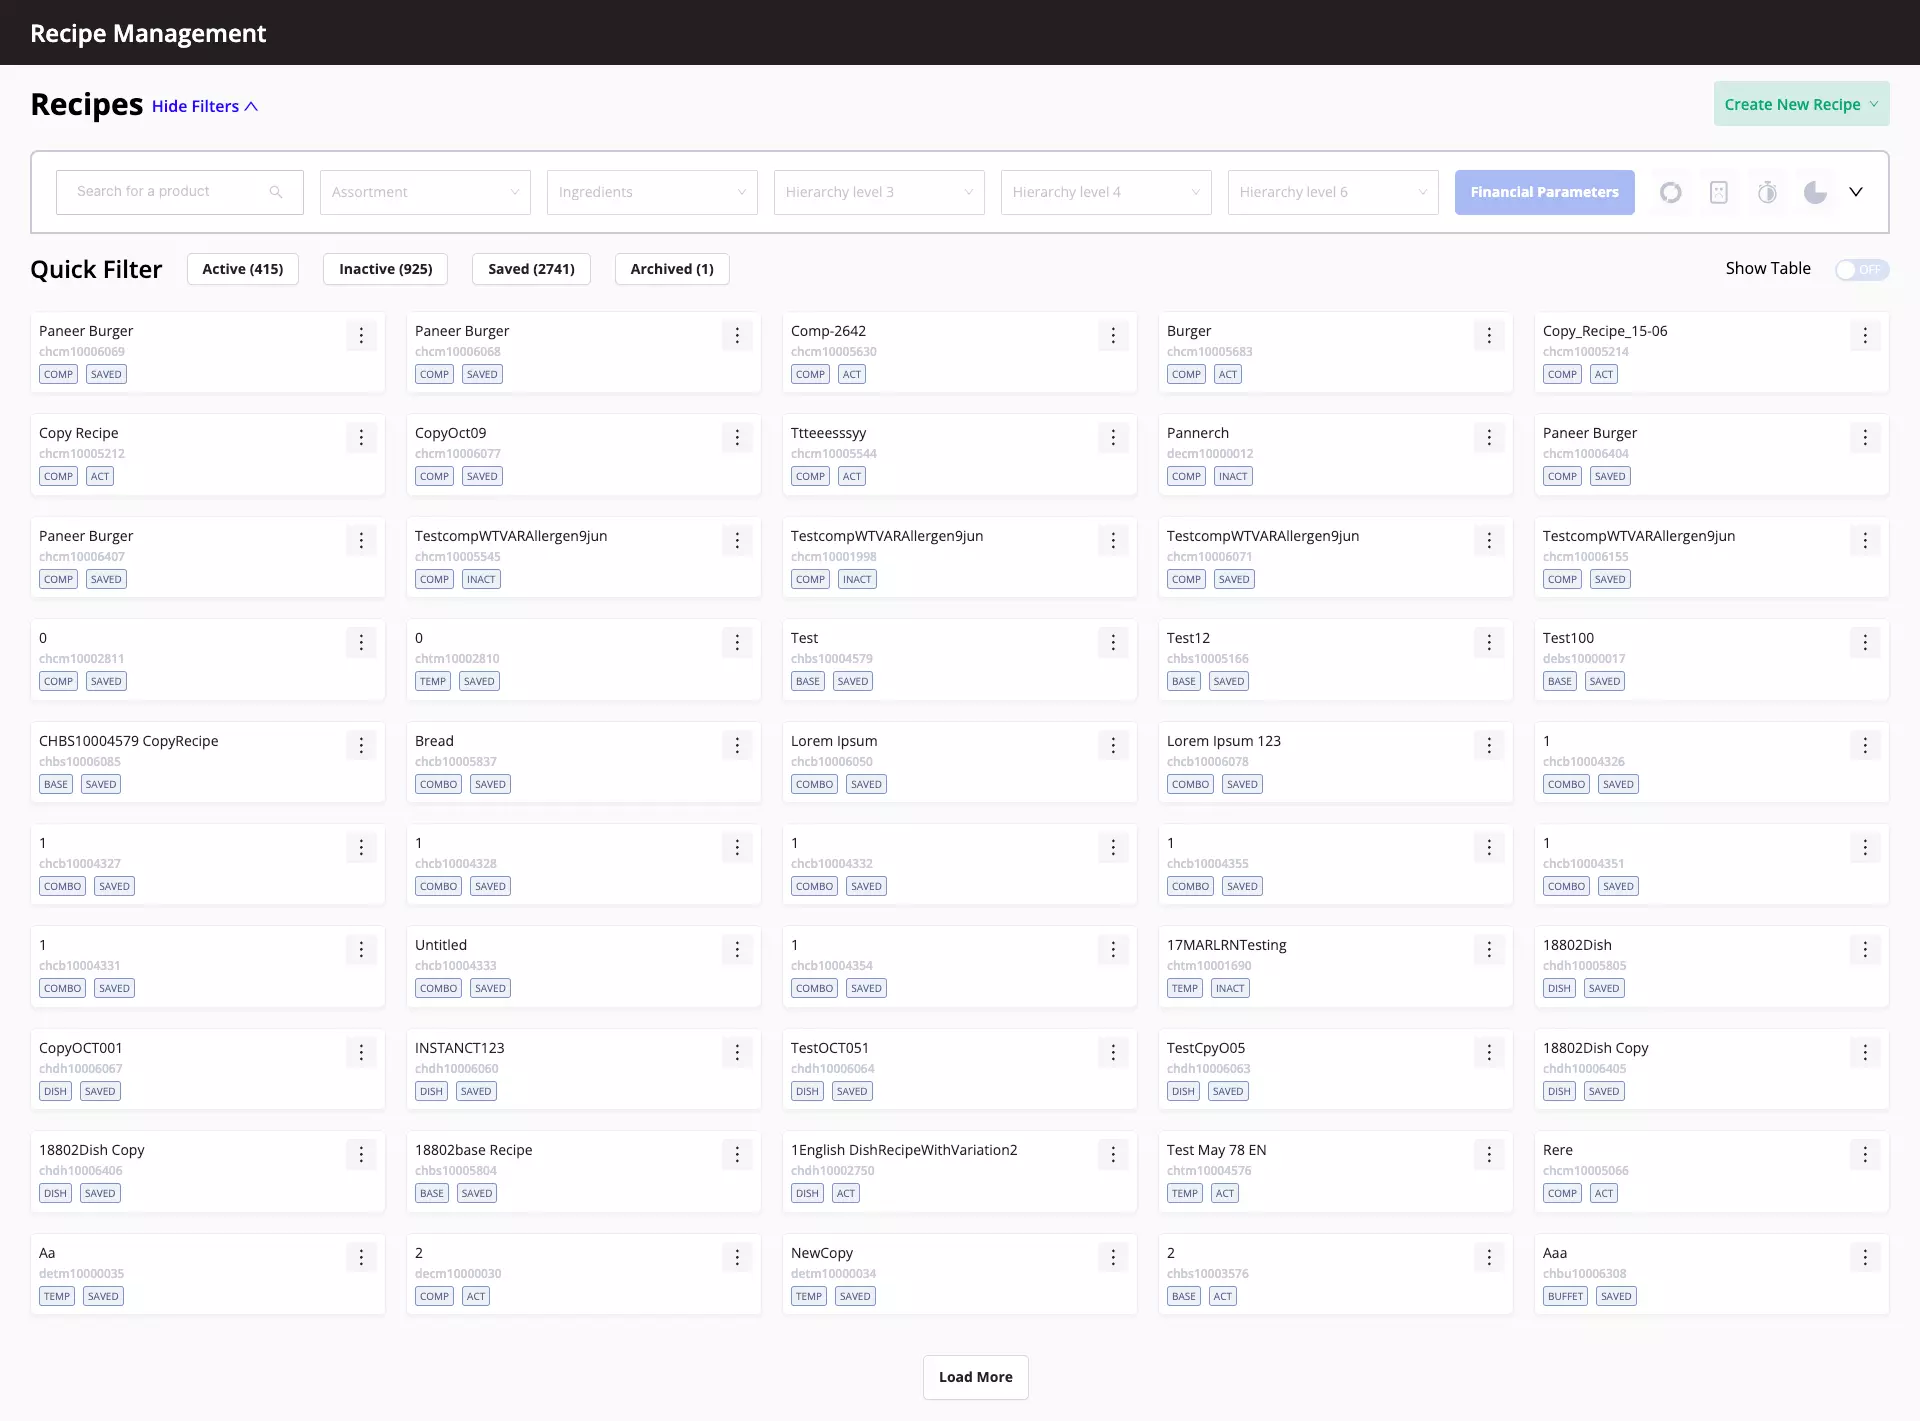 Recipe Management
Recipes Hide Filters
Create New Recipe
Search for a product
Assortment
Ingredients
Hierarchy level 3
Hierarchy level 4
Hierarchy level 6
Financial Parameters
Quick Filter
Active (415)
Inactive (925)
Saved (2741)
Archived (1)
Show Table
OFF
Paneer Burger
chcm10006069
COMP SAVED
Paneer Burger
chcm10006068
COMP SAVED
Comp-2642
chcm10005630
COMP ACT
Burger
chcm10005683
COMP ACT
Copy_Recipe_15-06
chcm10005214
COMP ACT
Copy Recipe
chcm10005212
COMP ACT
CopyOct09
chcm10006077
COMP SAVED
Ttteeesssyy
chcm10005544
COMP ACT
Pannerch
decm10000012
COMP INACT
Paneer Burger
chcm10006404
COMP SAVED
Paneer Burger
chcm10006407
COMP SAVED
TestcompWTVARAllergen9jun
chcm10005545
COMP INACT
TestcompWTVARAllergen9jun
chcm10001998
COMP INACT
TestcompWTVARAllergen9jun
chcm10006071
COMP SAVED
TestcompWTVARAllergen9jun
chcm10006155
COMP SAVED
0
chcm10002811
COMP SAVED
0
chtm10002810
TEMP SAVED
Test
chbs10004579
BASE SAVED
Test12
chbs10005166
BASE SAVED
Test100
debs10000017
BASE SAVED
CHBS10004579 CopyRecipe
chbs10006085
BASE SAVED
Bread
chcb10005837
COMBO SAVED
Lorem Ipsum
chcb10006050
COMBO SAVED
Lorem Ipsum 123
chcb10006078
COMBO SAVED
1
chcb10004326
COMBO SAVED
1
chcb10004327
COMBO SAVED
1
chcb10004328
COMBO SAVED
1
chcb10004332
COMBO SAVED
1
chcb10004355
COMBO SAVED
1
chcb10004351
COMBO SAVED
1
chcb10004331
COMBO SAVED
Untitled
chcb10004333
COMBO SAVED
1
chcb10004354
COMBO SAVED
17MARLRNTesting
chtm10001690
TEMP INACT
18802Dish
chdh10005805
DISH SAVED
CopyOCT001
chdh10006067
DISH SAVED
INSTANCT123
chdh10006060
DISH SAVED
TestOCT051
chdh10006064
DISH SAVED
TestCpyO05
chdh10006063
DISH SAVED
18802Dish Copy
chdh10006405
DISH SAVED
18802Dish Copy
chdh10006406
DISH SAVED
18802base Recipe
chbs10005804
BASE SAVED
1English DishRecipeWithVariation2
chdh10002750
DISH ACT
Test May 78 EN
chtm10004576
TEMP ACT
Rere
chcm10005066
COMP ACT
Aa
detm10000035
TEMP SAVED
2
decm10000030
COMP ACT
NewCopy
detm10000034
TEMP SAVED
2
chbs10003576
BASE ACT
Aaa
chbu10006308
BUFFET SAVED
Load More